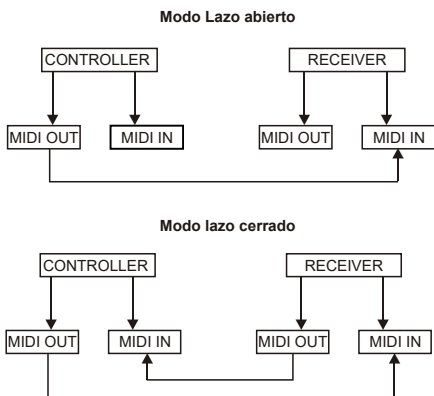 Modo Lazo abierto
CONTROLLER RECEIVER
MIDI OUT MIDI IN MIDI OUT MIDI IN
Modo lazo cerrado
CONTROLLER RECEIVER
MIDI OUT MIDI IN MIDI OUT MIDI IN